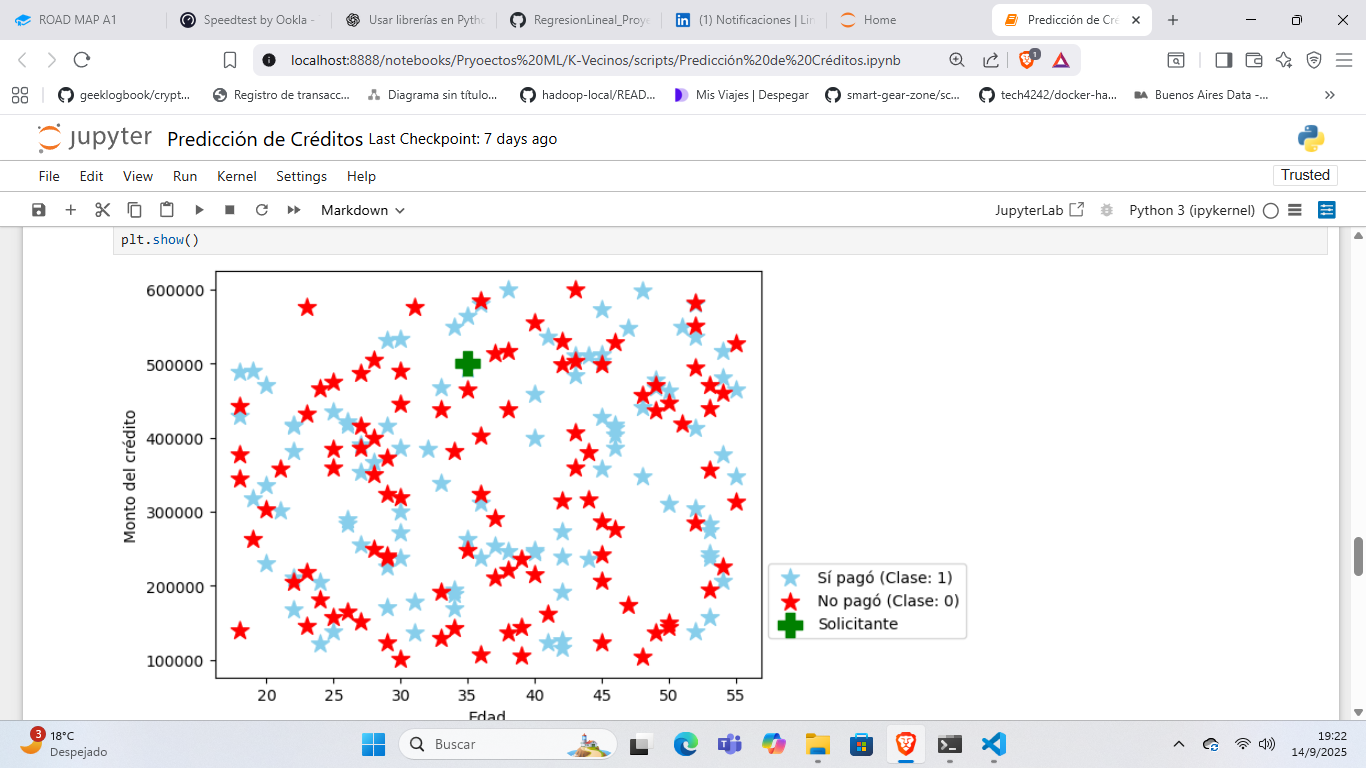 ROAD MAP A1
Speedtest by Ookla -
Usar librerías en Pytho
RegresionLineal_Proye
(1) Notificaciones | Lin
Home
Predicción de Cré
localhost:8888/notebooks/Pryoectos%20ML/K-Vecinos/scripts/Predicción%20de%20Créditos.ipynb
1
geeklogbook/crypt...
Registro de transacc...
Diagrama sin título...
hadoop-local/READ...
Mis Viajes | Despegar
smart-gear-zone/sc...
tech4242/docker-ha...
BA Buenos Aires Data -...
jupyter Predicción de Créditos Last Checkpoint: 7 days ago
File Edit View Run Kernel Settings Help
Trusted
Markdown
JupyterLab
Python 3 (ipykernel)
plt.show()
600000
500000
400000
300000
200000
100000
Monto del crédito
20 25 30 35 40 45 50 55
Edad
Sí pagó (Clase: 1)
No pagó (Clase: 0)
Solicitante
3
18°C
Despejado
Buscar
19:22
14/9/2025